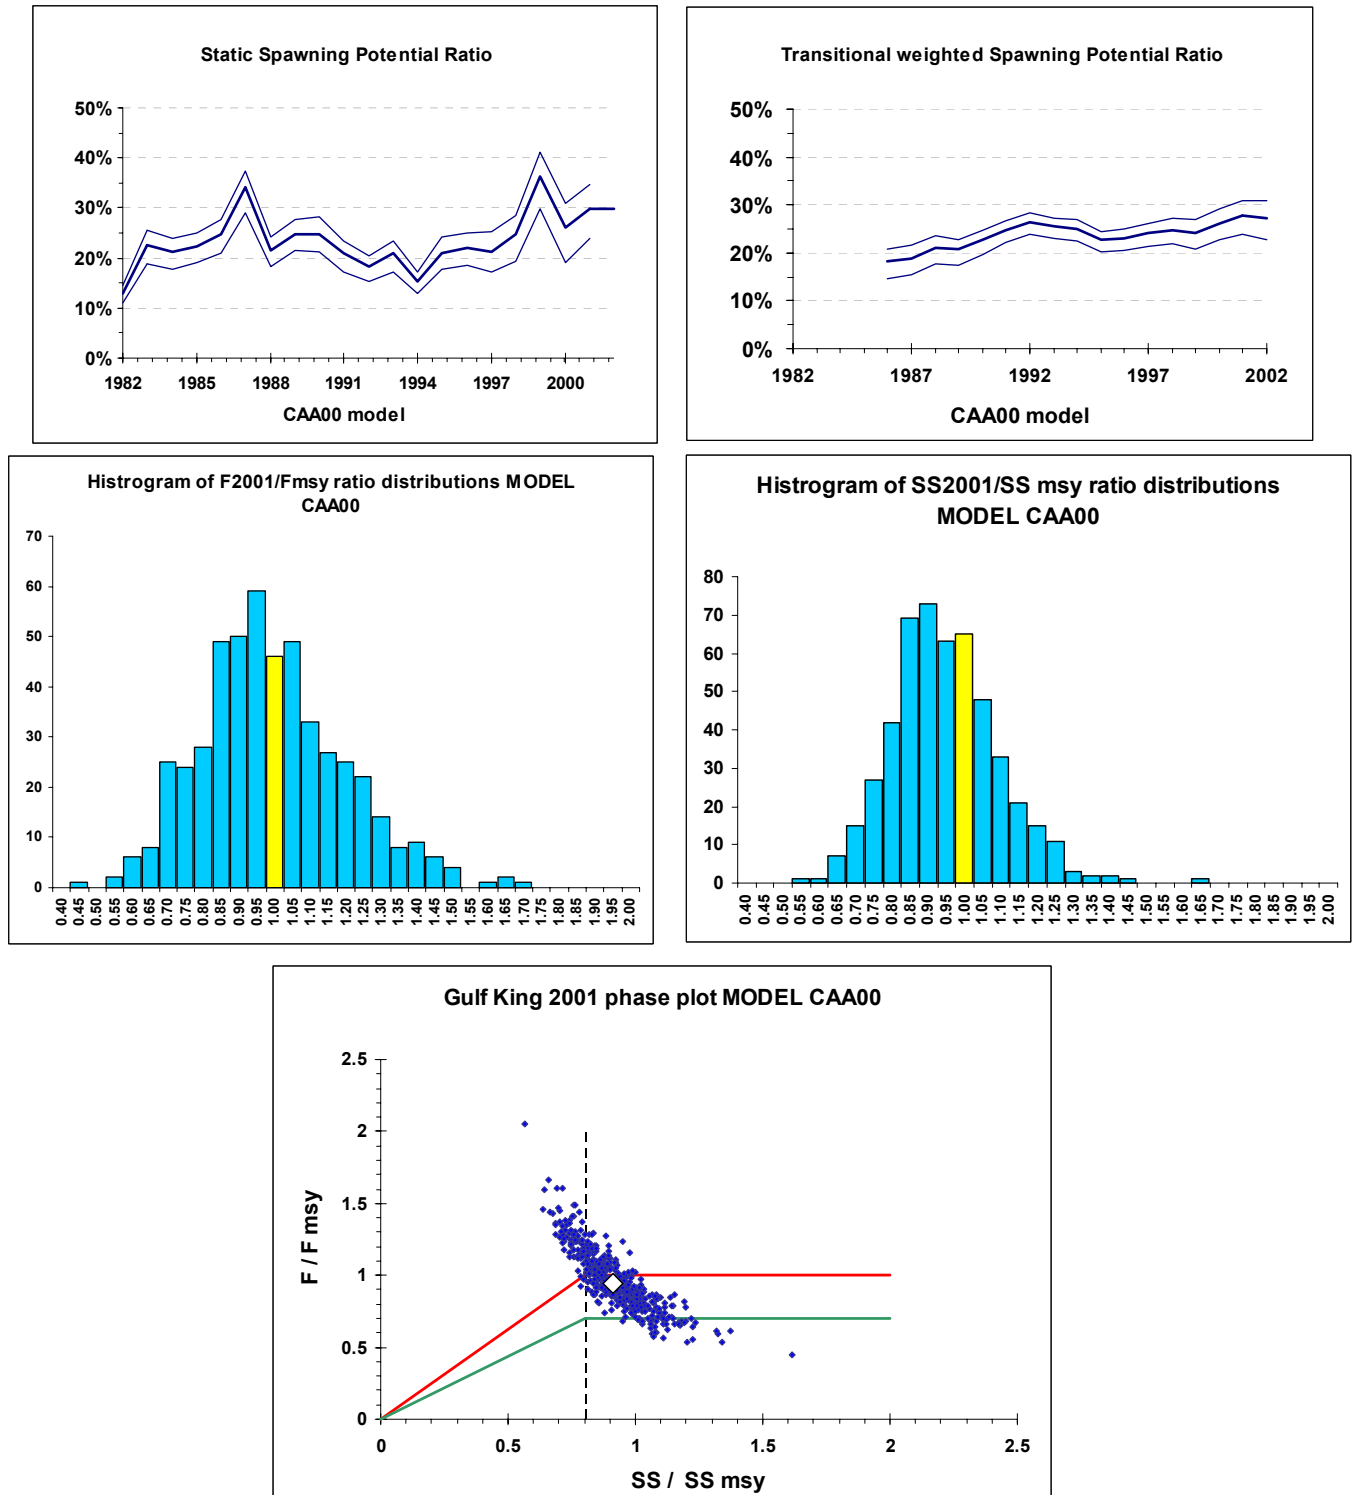 Static Spawning Potential Ratio
50%
40%
30%
20%
10%
0%
1982 1985 1988 1991 1994 1997 2000
CAA00 model
Transitional weighted Spawning Potential Ratio
50%
40%
30%
20%
10%
0%
1982 1987 1992 1997 2002
CAA00 model
Histrogram of F2001/Fmsy ratio distributions MODEL
CAA00
70
60
50
40
30
20
10
0
0.40 0.45 0.50 0.55 0.60 0.65 0.70 0.75 0.80 0.85 0.90 0.95 1.00 1.05 1.10 1.15 1.20 1.25 1.30 1.35 1.40 1.45 1.50 1.55 1.60 1.65 1.70 1.75 1.80 1.85 1.90 1.95 2.00
Histrogram of SS2001/SS msy ratio distributions
MODEL CAA00
80
70
60
50
40
30
20
10
0
0.40 0.45 0.50 0.55 0.60 0.65 0.70 0.75 0.80 0.85 0.90 0.95 1.00 1.05 1.10 1.15 1.20 1.25 1.30 1.35 1.40 1.45 1.50 1.55 1.60 1.65 1.70 1.75 1.80 1.85 1.90 1.95 2.00
Gulf King 2001 phase plot MODEL CAA00
F / F msy
2.5
2
1.5
1
0.5
0
0 0.5 1 1.5 2 2.5
SS / SS msy